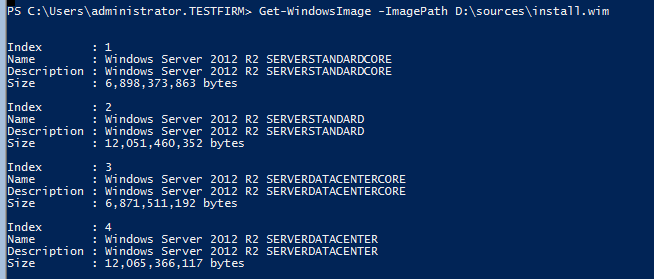 PS C:\Users\administrator.TESTFIRM> Get-WindowsImage -ImagePath D:\sources\install.wim
Index : 1
Name : Windows Server 2012 R2 SERVERSTANDARDCORE
Description : Windows Server 2012 R2 SERVERSTANDARDCORE
Size : 6,898,373,863 bytes
Index : 2
Name : Windows Server 2012 R2 SERVERSTANDARD
Description : Windows Server 2012 R2 SERVERSTANDARD
Size : 12,051,460,352 bytes
Index : 3
Name : Windows Server 2012 R2 SERVERDATACENTERCORE
Description : Windows Server 2012 R2 SERVERDATACENTERCORE
Size : 6,871,511,192 bytes
Index : 4
Name : Windows Server 2012 R2 SERVERDATACENTER
Description : Windows Server 2012 R2 SERVERDATACENTER
Size : 12,065,366,117 bytes